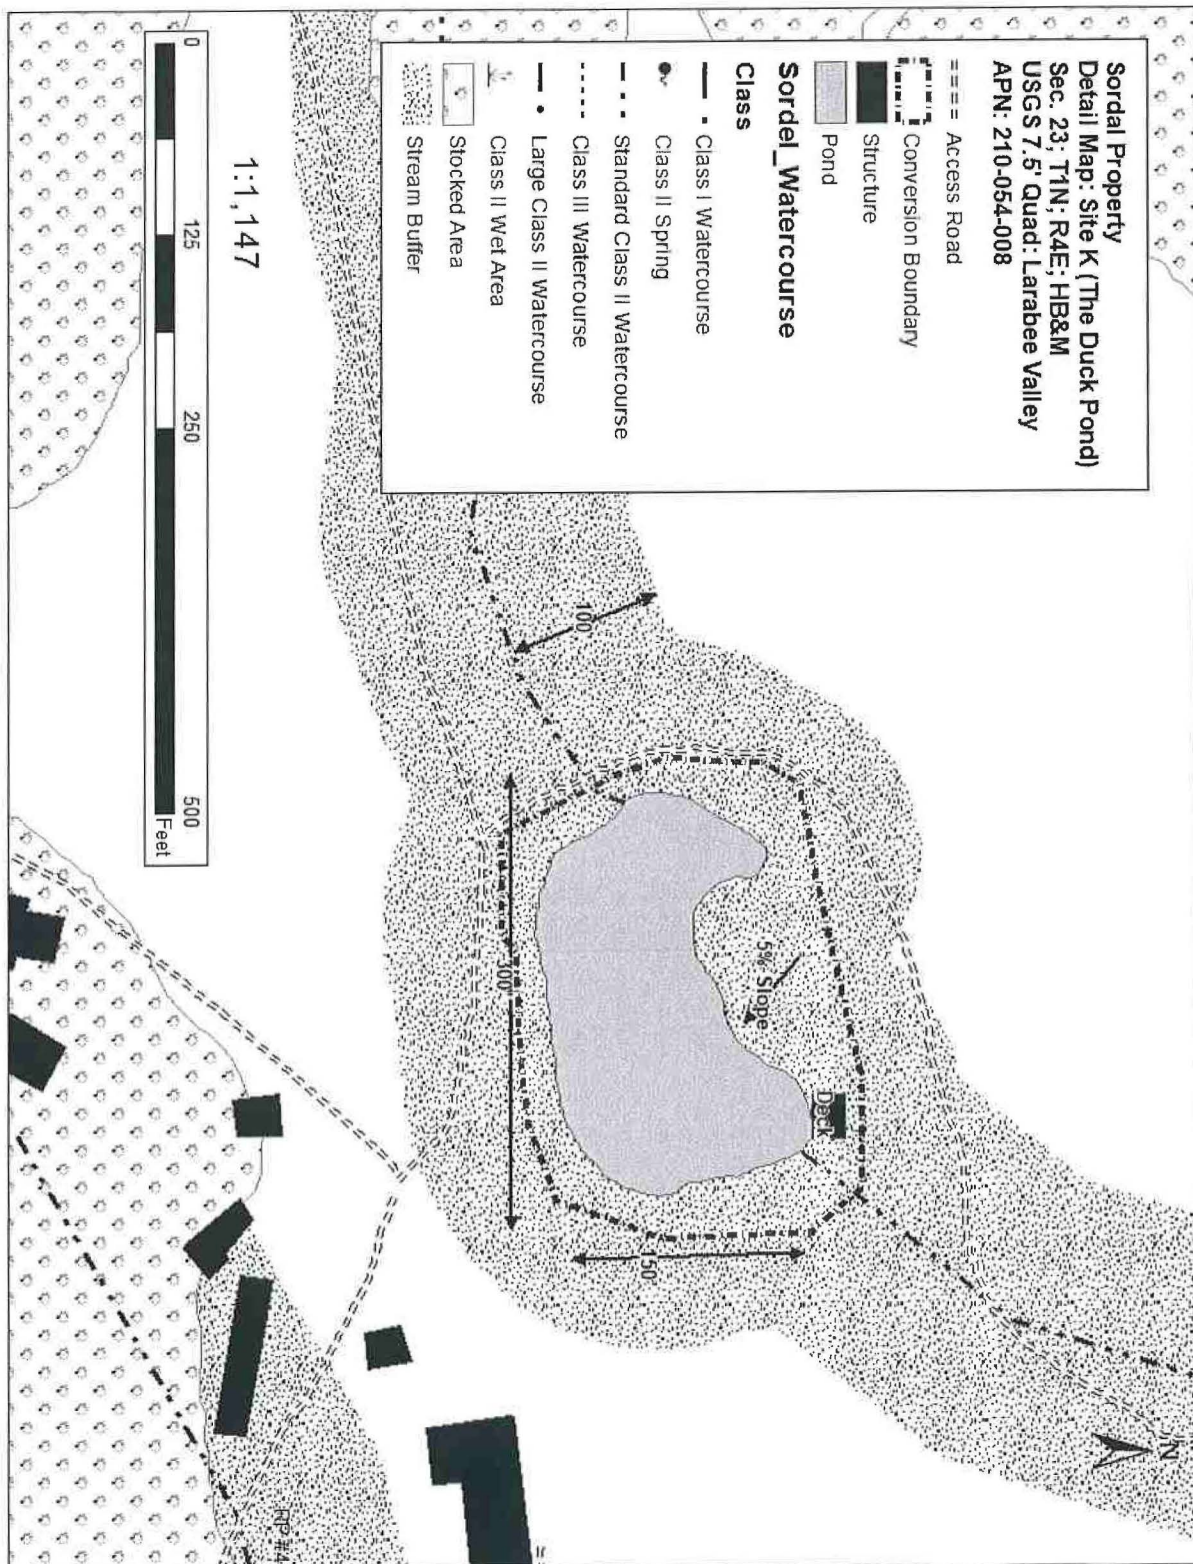 Sordal Property
Detail Map: Site K (The Duck Pond)
Sec. 23; T1N; R4E; HB&M
USGS 7.5' Quad: Larabee Valley
APN: 210-054-008
Access Road
Conversion Boundary
Structure
Pond
Sordel_Watercourse
Class
Class I Watercourse
Class II Spring
Standard Class II Watercourse
Class III Watercourse
Large Class II Watercourse
Class II Wet Area
Stocked Area
Stream Buffer
100'
5% Slope
Deck
300'
150'
N
1:1,147
0 125 250 500
Feet
RP #4